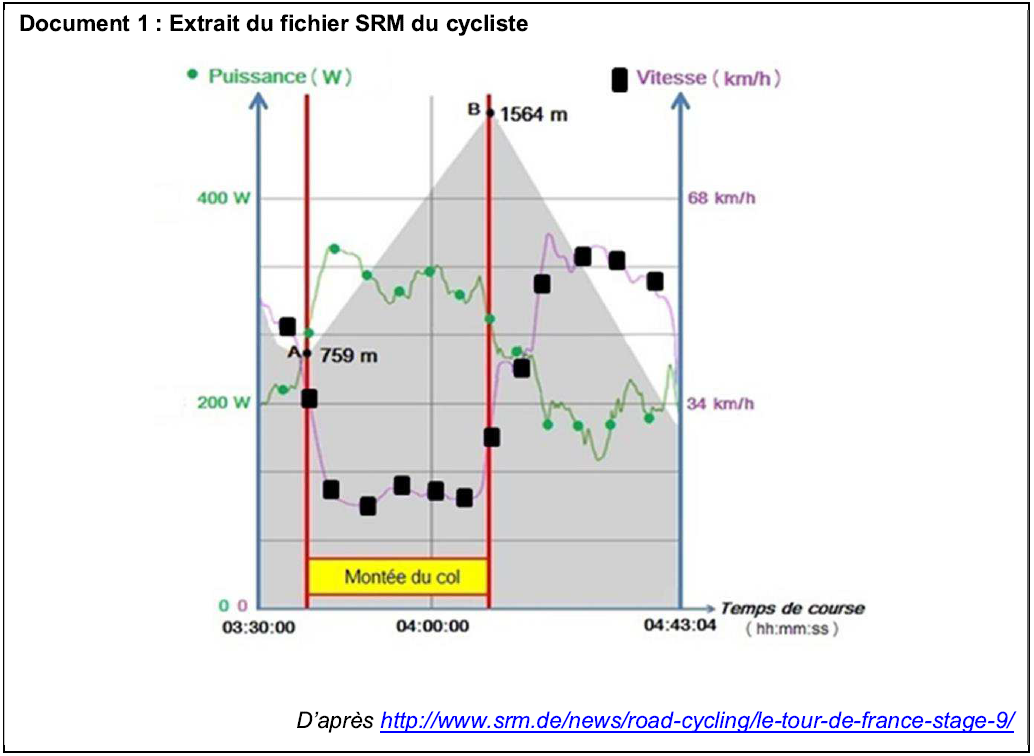 Document 1 : Extrait du fichier SRM du cycliste
Puissance ( W )
Vitesse ( km/h )
B 1564 m
400 W
68 km/h
A 759 m
200 W
34 km/h
Montée du col
0 0
Temps de course
03:30:00
04:00:00
04:43:04
( hh:mm:ss )
D'après http://www.srm.de/news/road-cycling/le-tour-de-france-stage-9/